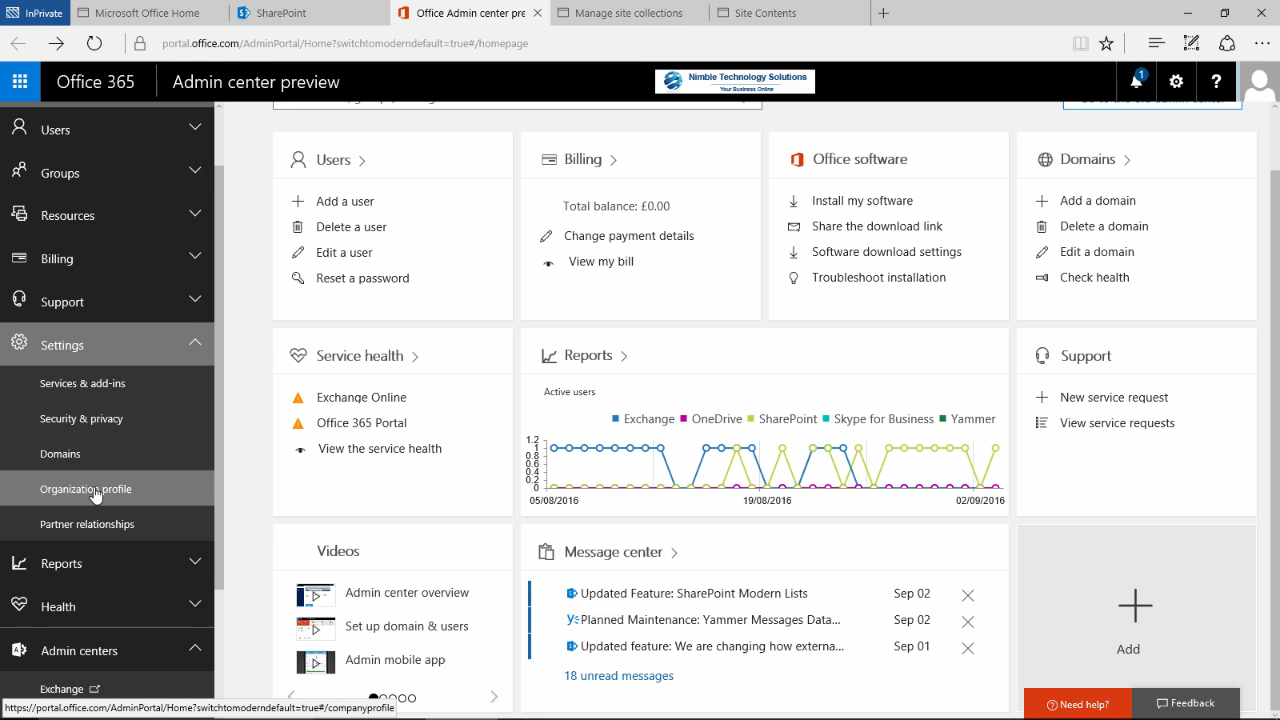 InPrivate
Users - Microsoft Office Home
SharePoint
Office Admin center pre
Manage site collections
Business Contents
portal.office.com/AdminPortal/Home?switchtomoderndefault=true#/homepage
Office 365
Admin center preview
Nimble Technology Solutions
Your Business Online
1
?
Users
Groups
Resources
Billing
Support
Settings
Services & add-ins
Security & privacy
Domains
Organization profile
Partner relationships
Reports
Health
Admin centers
Exchange
https://portal.office.com/AdminPortal/Home?switchtomoderndefault=true#/companyprofile
Users
Add a user
Delete a user
Edit a user
Reset a password
Billing
Total balance: £0.00
Change payment details
View my bill
Office software
Install my software
Share the download link
Software download settings
Troubleshoot installation
Domains
Add a domain
Delete a domain
Edit a domain
Check health
Service health
Exchange Online
Office 365 Portal
View the service health
Reports
Active users
Exchange OneDrive SharePoint Skype for Business Yammer
1.2
1
0.8
0.6
0.4
0.2
0
05/08/2016 19/08/2016 02/09/2016
Support
New service request
View service requests
Videos
Admin center overview
Set up domain & users
Admin mobile app
Message center
Updated Feature: SharePoint Modern Lists Sep 02
Planned Maintenance: Yammer Messages Data... Sep 02
Updated feature: We are changing how externa... Sep 01
18 unread messages
Add
Need help?
Feedback